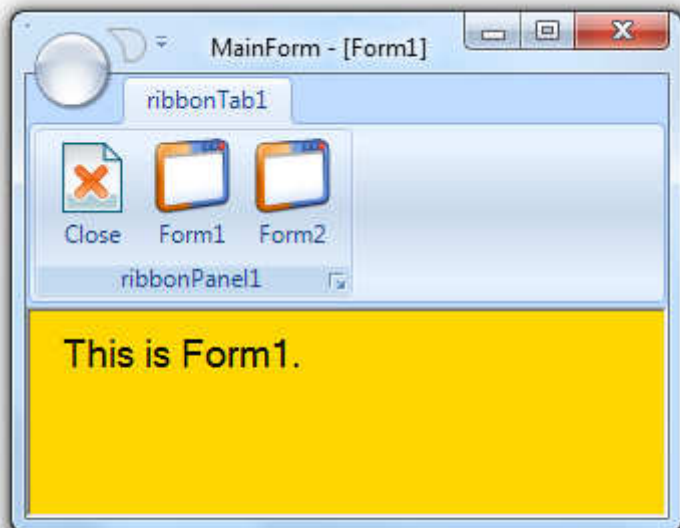 MainForm - [Form1]
ribbonTab1
Close Form1 Form2
ribbonPanel1
This is Form1.